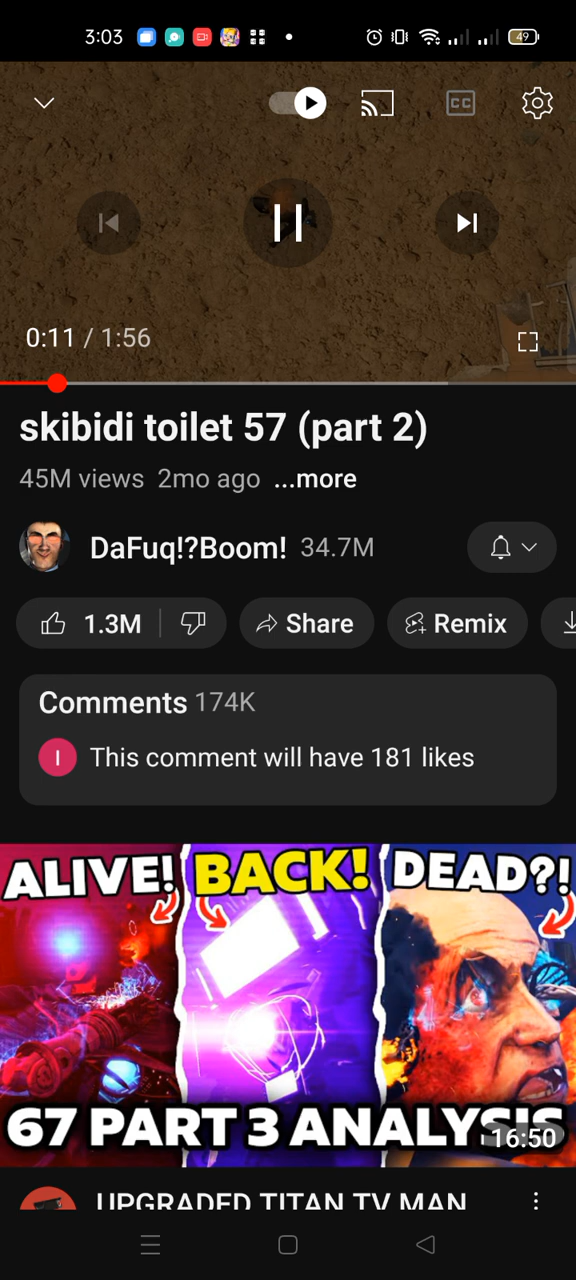 3:03
49
CC
0:11 / 1:56
skibidi toilet 57 (part 2)
45M views 2mo ago ...more
DaFuq!?Boom! 34.7M
1.3M Share Remix
Comments 174K
I This comment will have 181 likes
ALIVE! BACK! DEAD?!
67 PART 3 ANALYSIS
16:50
UPGRADED TITAN TV MAN